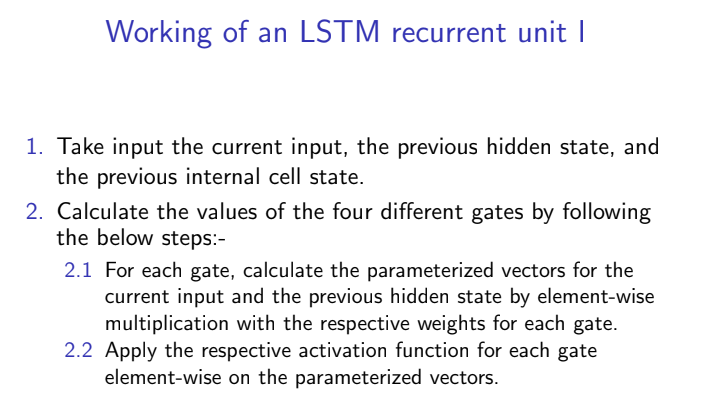 Working of an LSTM recurrent unit I
1. Take input the current input, the previous hidden state, and
the previous internal cell state.
2. Calculate the values of the four different gates by following
the below steps:-
2.1 For each gate, calculate the parameterized vectors for the
current input and the previous hidden state by element-wise
multiplication with the respective weights for each gate.
2.2 Apply the respective activation function for each gate
element-wise on the parameterized vectors.